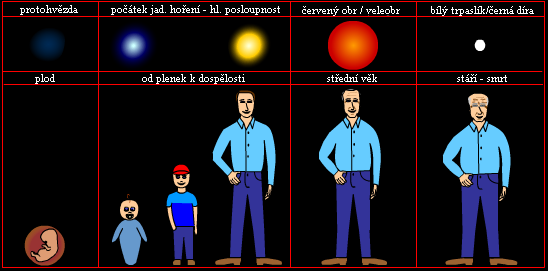 protohvězda
počátek jad. hoření - hl. posloupnost
červený obr / veleobr
bílý trpaslík/černá díra
plod
od plenek k dospělosti
střední věk
stáří - smrt